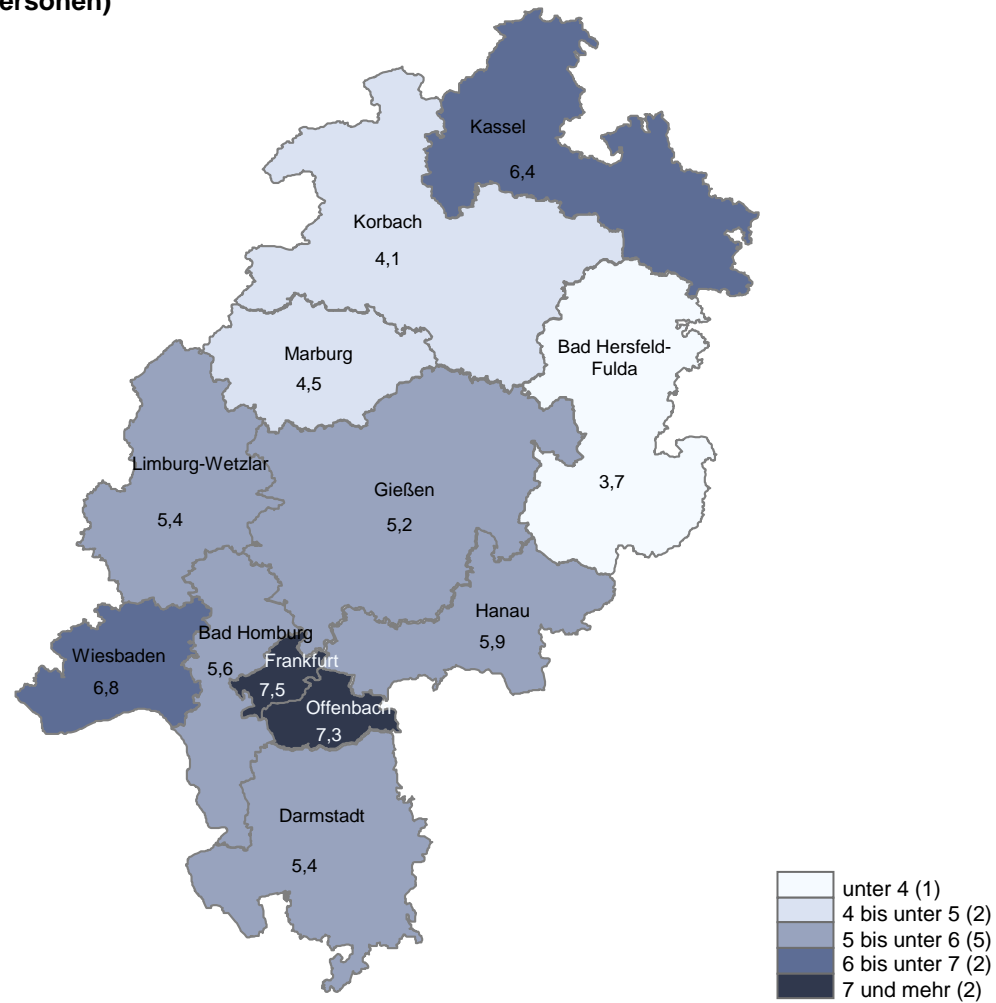 ersonen)
Kassel
6,4
Korbach
4,1
Marburg
4,5
Bad Hersfeld-
Fulda
3,7
Limburg-Wetzlar
5,4
Gießen
5,2
Hanau
5,9
Bad Homburg
5,6
Wiesbaden
6,8
Frankfurt
7,5
Offenbach
7,3
Darmstadt
5,4
unter 4 (1)
4 bis unter 5 (2)
5 bis unter 6 (5)
6 bis unter 7 (2)
7 und mehr (2)